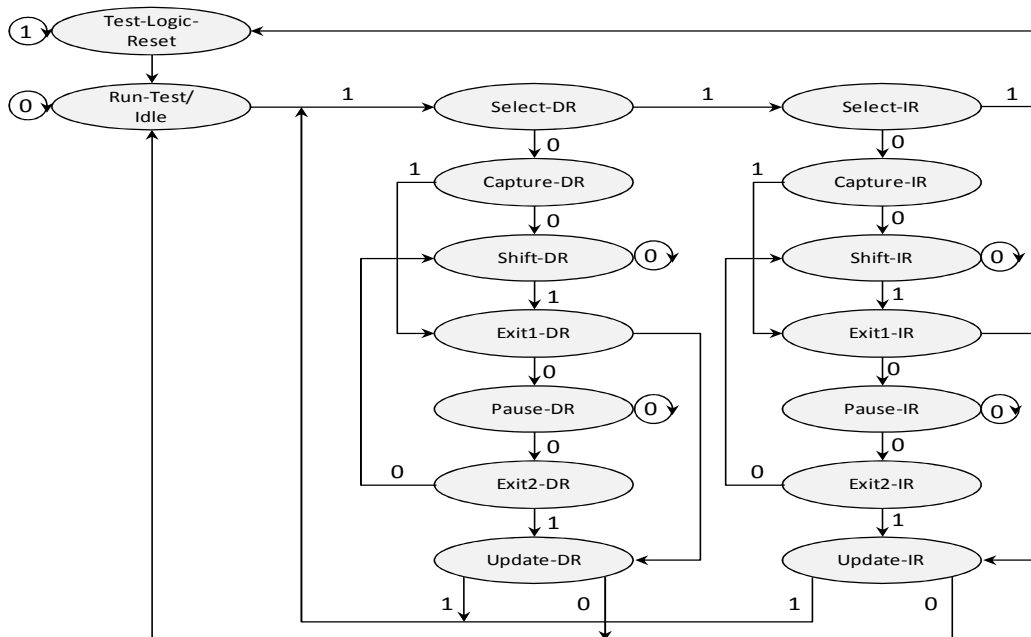 Test-Logic-
Reset
1
Run-Test/
Idle
0
1
Select-DR
1
Select-IR
1
0
0
1
Capture-DR
1
Capture-IR
0
0
Shift-DR
0
Shift-IR
0
1
1
Exit1-DR
Exit1-IR
0
0
Pause-DR
0
Pause-IR
0
0
0
0
Exit2-DR
0
Exit2-IR
1
1
Update-DR
Update-IR
1
0
1
0